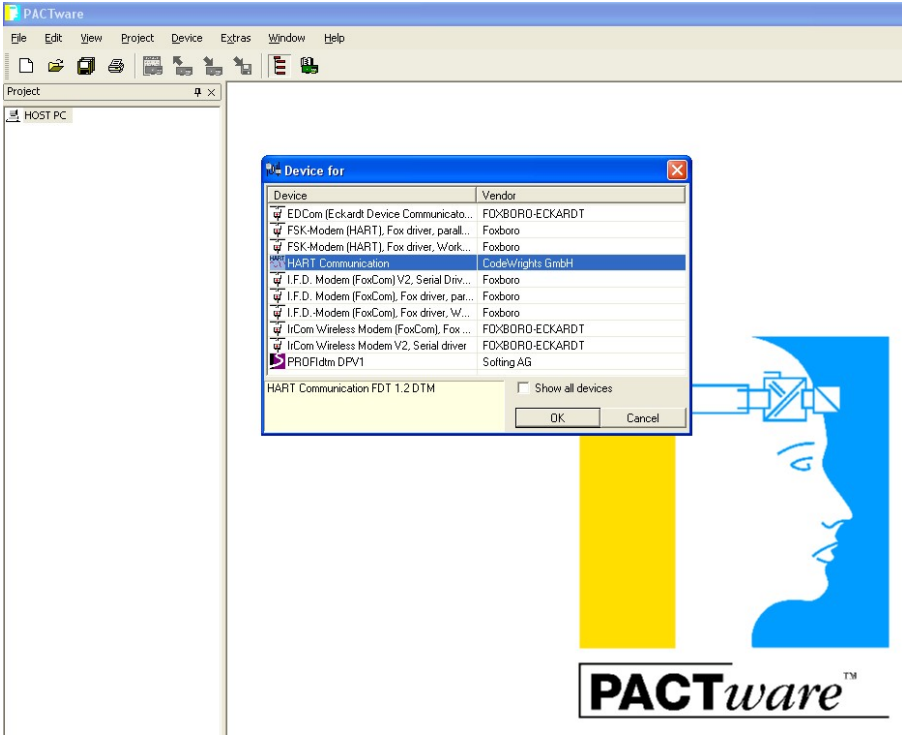 PACTware
File Edit View Project Device Extras Window Help
Project
HOST PC
Device for
Device Vendor
EDCom (Eckardt Device Communicato... FOXBORO-ECKARDT
FSK-Modem (HART), Fox driver, parall... Foxboro
FSK-Modem (HART), Fox driver, Work... Foxboro
HART Communication CodeWrights GmbH
I.F.D. Modem (FoxCom) V2, Serial Driv... Foxboro
I.F.D. Modem (FoxCom), Fox driver, par... Foxboro
I.F.D.-Modem (FoxCom), Fox driver, W... Foxboro
IrCom Wireless Modem (FoxCom), Fox ... FOXBORO-ECKARDT
IrCom Wireless Modem V2, Serial driver FOXBORO-ECKARDT
PROFIdtm DPV1 Softing AG
HART Communication FDT 1.2 DTM
Show all devices
OK Cancel
PACTware™